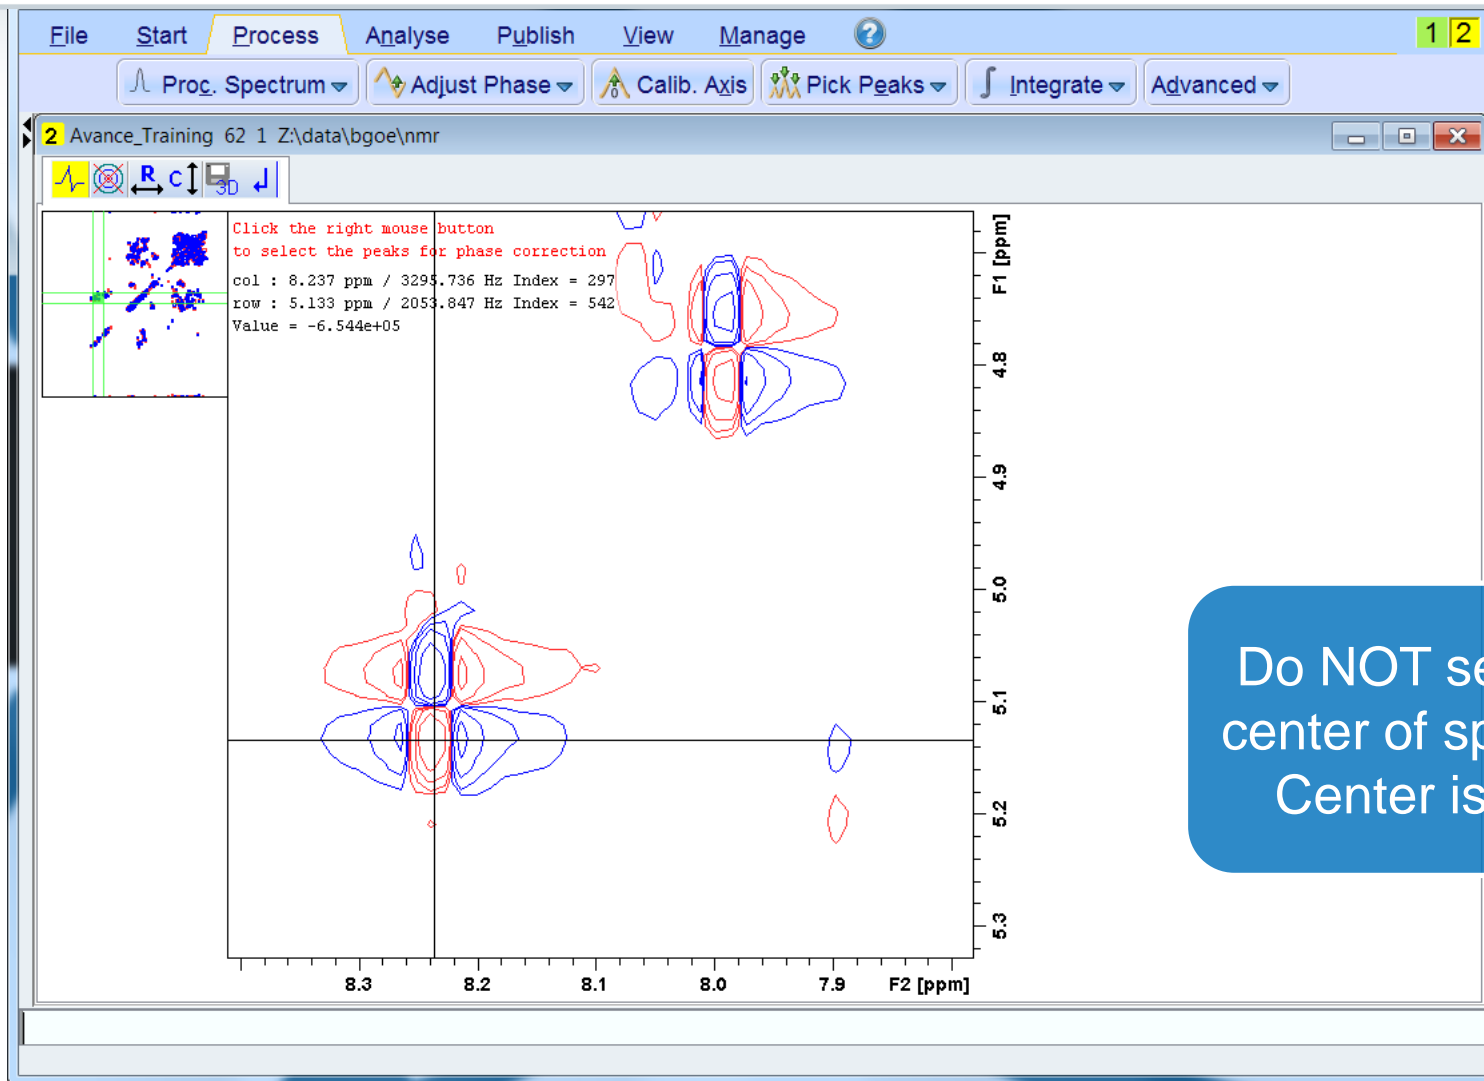 File Start Process Analyse Publish View Manage 1 2
Proc. Spectrum Adjust Phase Calib. Axis Pick Peaks Integrate Advanced
2 Avance_Training 62 1 Z:\data\bgoe\nmr
R C 3D
Click the right mouse button
to select the peaks for phase correction
col : 8.237 ppm / 3295.736 Hz Index = 297
row : 5.133 ppm / 2053.847 Hz Index = 542
Value = -6.544e+05
F1 [ppm]
4.8
4.9
5.0
5.1
5.2
5.3
8.3 8.2 8.1 8.0 7.9 F2 [ppm]
Do NOT se
center of sp
Center is